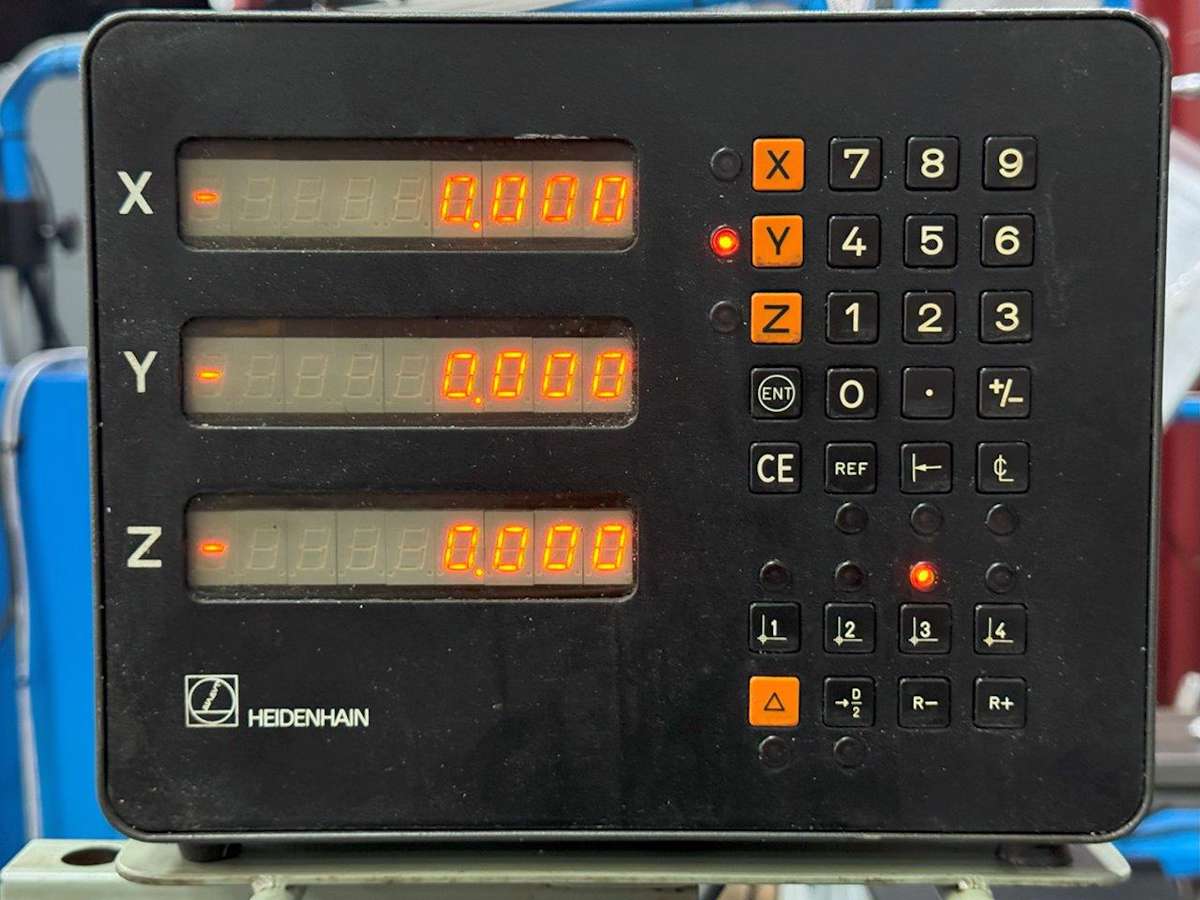 X -0.000
Y -0.000
Z -0.000
HEIDENHAIN
X 7 8 9
Y 4 5 6
Z 1 2 3
ENT 0 . +/-
CE REF ℄
1 2 3 4
△ →D/2 R- R+